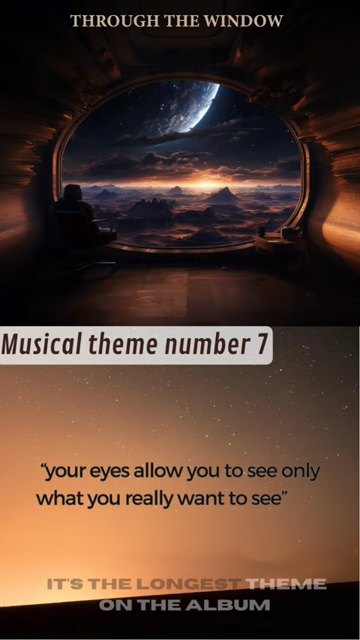 THROUGH THE WINDOW
Musical theme number 7
“your eyes allow you to see only
what you really want to see”
IT'S THE LONGEST THEME
ON THE ALBUM